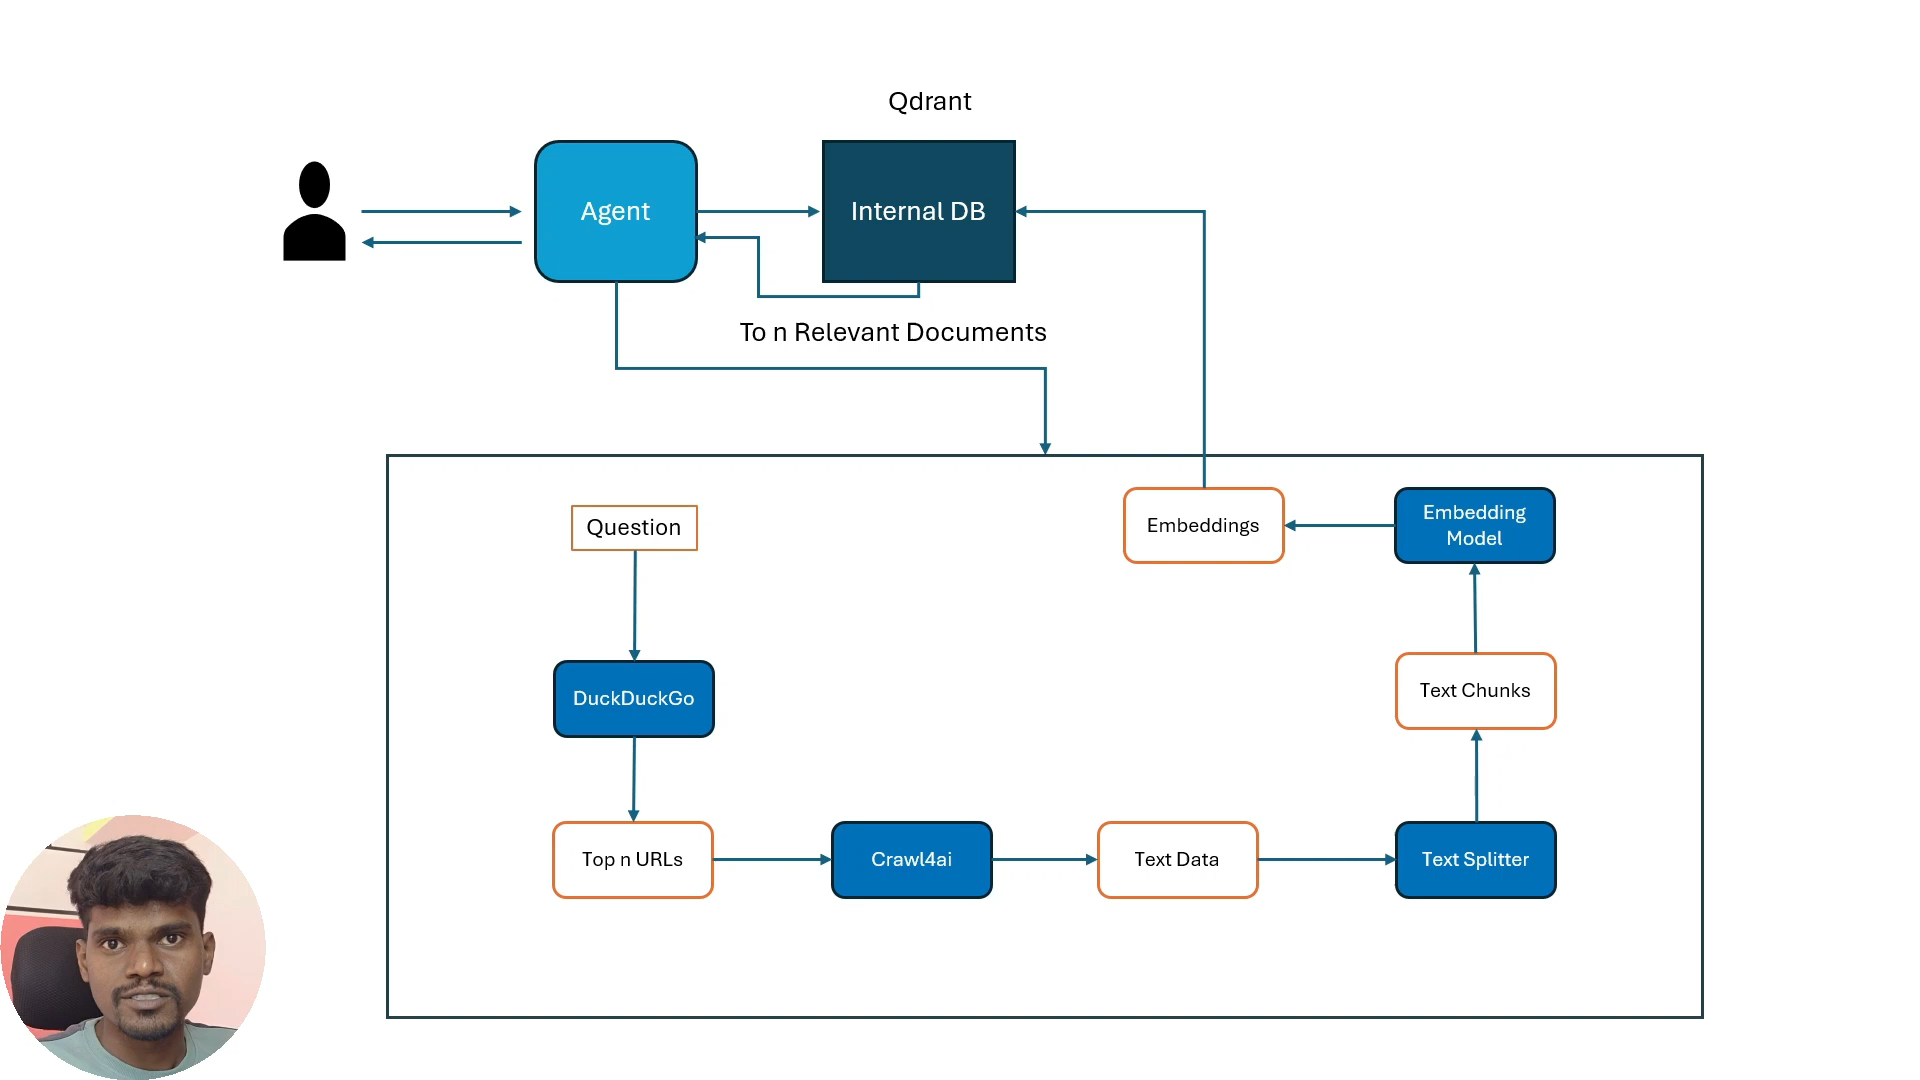 Qdrant
Agent
Internal DB
To n Relevant Documents
Question
Embeddings
Embedding
Model
DuckDuckGo
Text Chunks
Top n URLs
Crawl4ai
Text Data
Text Splitter